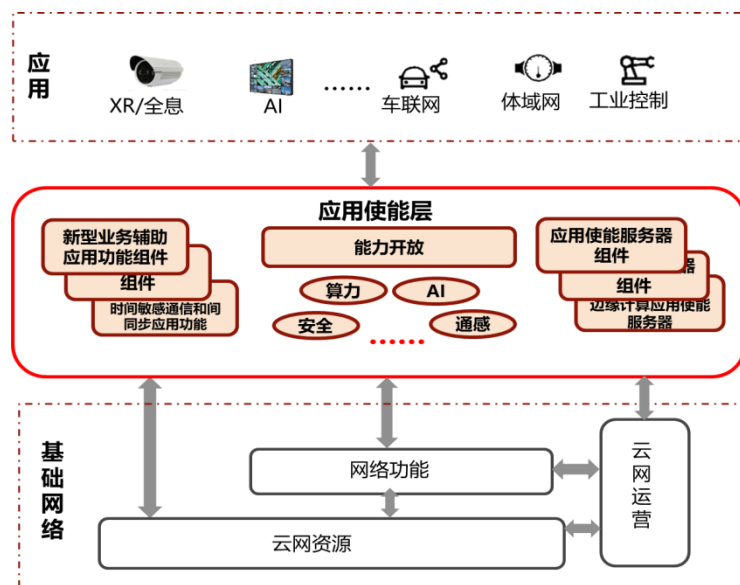 应用
XR/全息
AI
......
车联网
体域网
工业控制
应用使能层
新型业务辅助
应用功能组件
组件
时间敏感通信和间
同步应用功能
能力开放
算力
AI
安全
通感
......
应用使能服务器
组件
器
组件
边缘计算应用使能
服务器
基础网络
网络功能
云网资源
云网运营